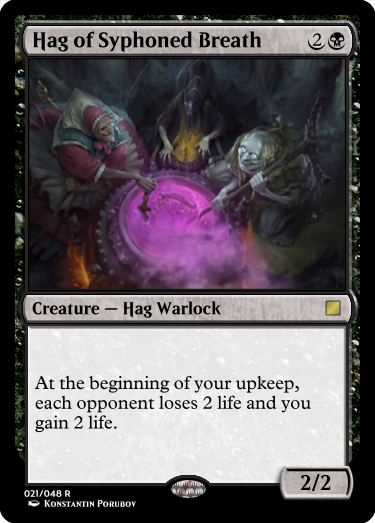 Hag of Syphoned Breath 2
Creature — Hag Warlock
At the beginning of your upkeep,
each opponent loses 2 life and you
gain 2 life.
2/2
021/048 R
Konstantin Porubov